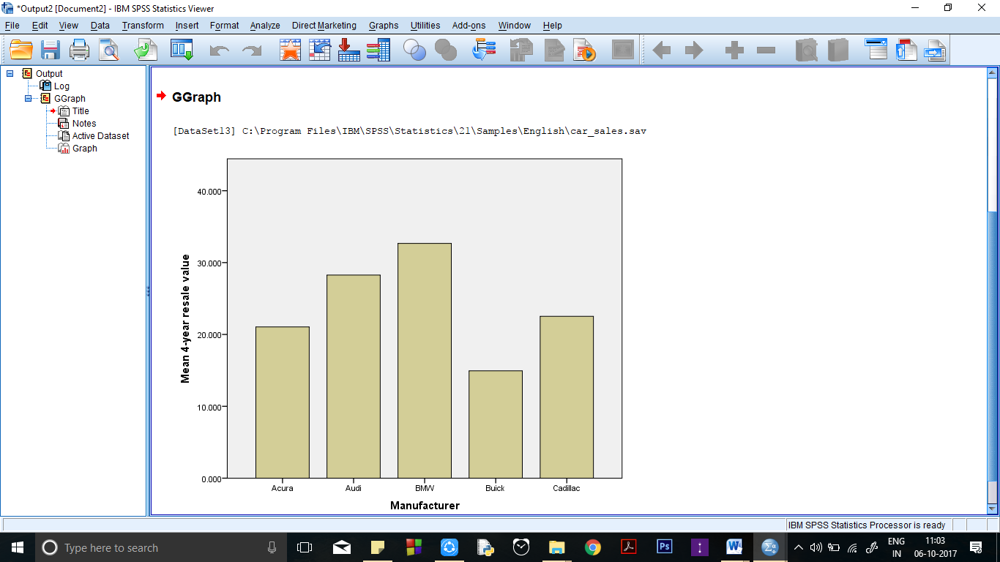 *Output2 [Document2] - IBM SPSS Statistics Viewer
File Edit View Data Transform Insert Format Analyze Direct Marketing Graphs Utilities Add-ons Window Help
Output
Log
GGraph
Title
Notes
Active Dataset
Graph
GGraph
[DataSet13] C:\Program Files\IBM\SPSS\Statistics\21\Samples\English\car_sales.sav
Mean 4-year resale value
40.000
30.000
20.000
10.000
0.000
Acura Audi BMW Buick Cadillac
Manufacturer
IBM SPSS Statistics Processor is ready
Type here to search
Ps
ENG
IN
11:03
06-10-2017